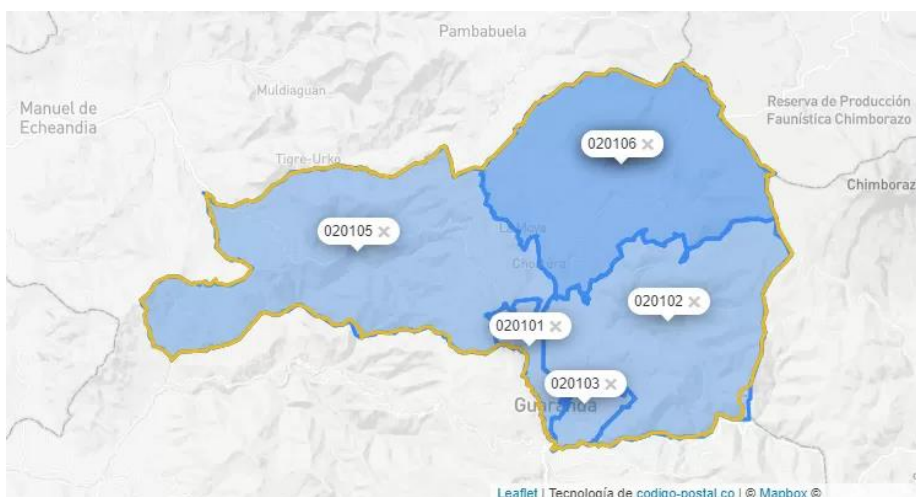 Pambabuela
Muldiaguan
Manuel de
Echeandia
Reserva de Producción
Faunística Chimborazo
020106 ×
Tigre-Urko
Chimboraz
020105 ×
La Moya
Chorrera
020102 ×
020101 ×
020103 ×
Guaranda
Leaflet | Tecnología de codigo-postal.co | © Mapbox ©